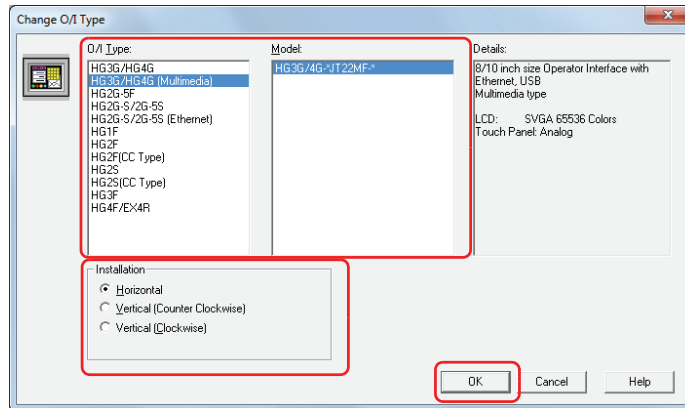 Change O/I Type
O/I Type:
HG3G/HG4G
HG3G/HG4G (Multimedia)
HG2G-5F
HG2G-S/2G-5S
HG2G-S/2G-5S (Ethernet)
HG1F
HG2F
HG2F(CC Type)
HG2S
HG2S(CC Type)
HG3F
HG4F/EX4R
Model:
HG3G/4G-*JT22MF-*
Details:
8/10 inch size Operator Interface with
Ethernet, USB
Multimedia type
LCD: SVGA 65536 Colors
Touch Panel: Analog
Installation
Horizontal
Vertical (Counter Clockwise)
Vertical (Clockwise)
OK
Cancel
Help